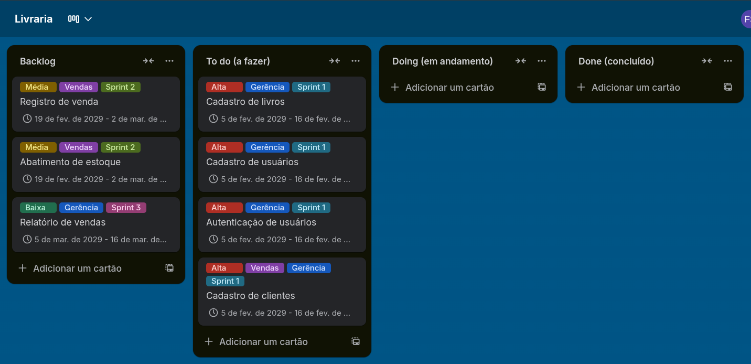 Livraria
Backlog
Média Vendas Sprint 2
Registro de venda
19 de fev. de 2029 - 2 de mar. de ...
Média Vendas Sprint 2
Abatimento de estoque
19 de fev. de 2029 - 2 de mar. de ...
Baixa Gerência Sprint 3
Relatório de vendas
5 de mar. de 2029 - 16 de mar. de...
Adicionar um cartão
To do (a fazer)
Alta Gerência Sprint 1
Cadastro de livros
5 de fev. de 2029 - 16 de fev. de ...
Alta Gerência Sprint 1
Cadastro de usuários
5 de fev. de 2029 - 16 de fev. de ...
Alta Gerência Sprint 1
Autenticação de usuários
5 de fev. de 2029 - 16 de fev. de ...
Alta Vendas Gerência
Sprint 1
Cadastro de clientes
5 de fev. de 2029 - 16 de fev. de ...
Adicionar um cartão
Doing (em andamento)
Adicionar um cartão
Done (concluído)
Adicionar um cartão